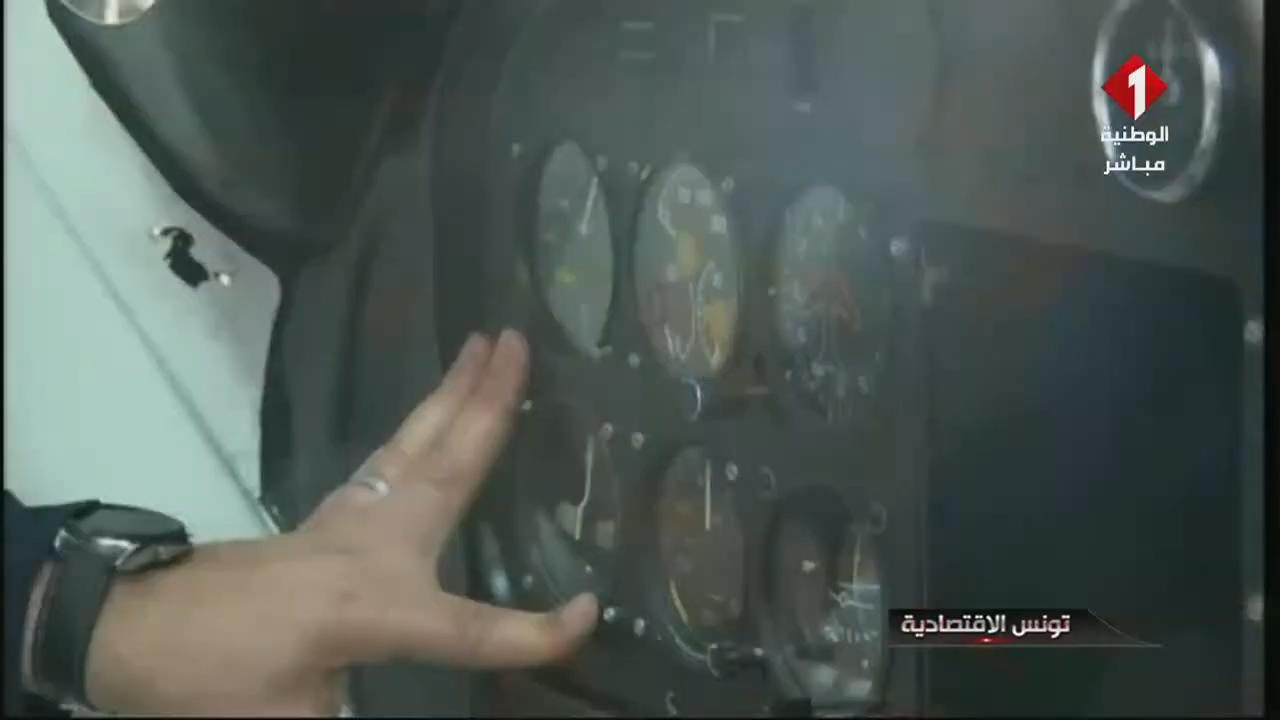 1
الوطنية
مباشر
تونس الاقتصادية